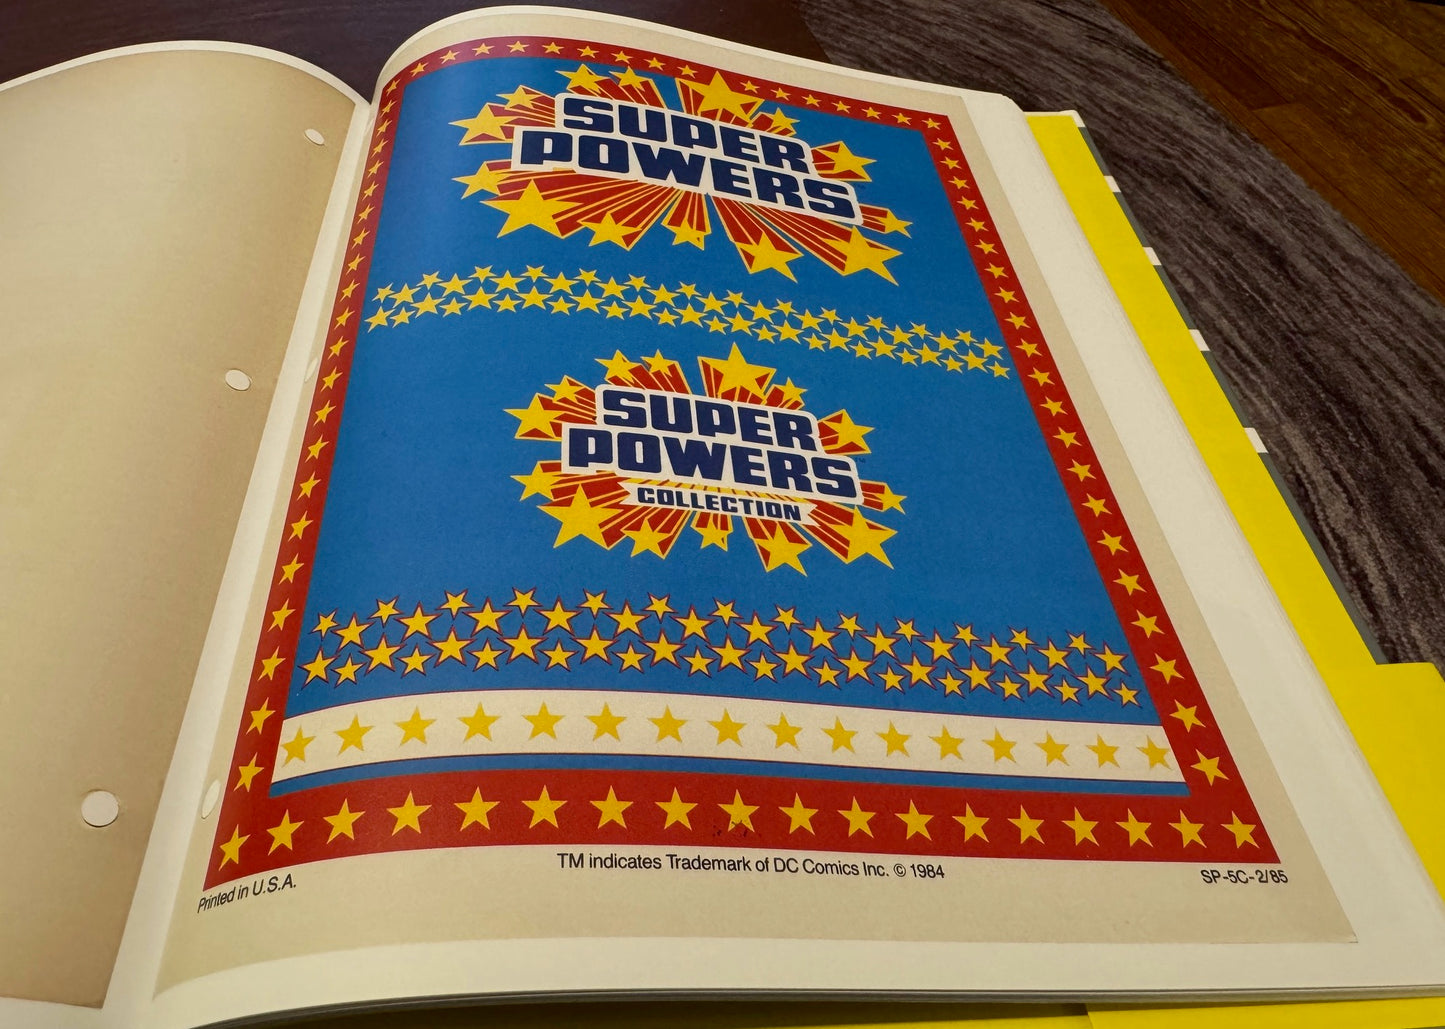 SUPER
POWERS
SUPER
POWERS
COLLECTION
TM indicates Trademark of DC Comics Inc. © 1984
Printed in U.S.A.
SP-5C-2/85